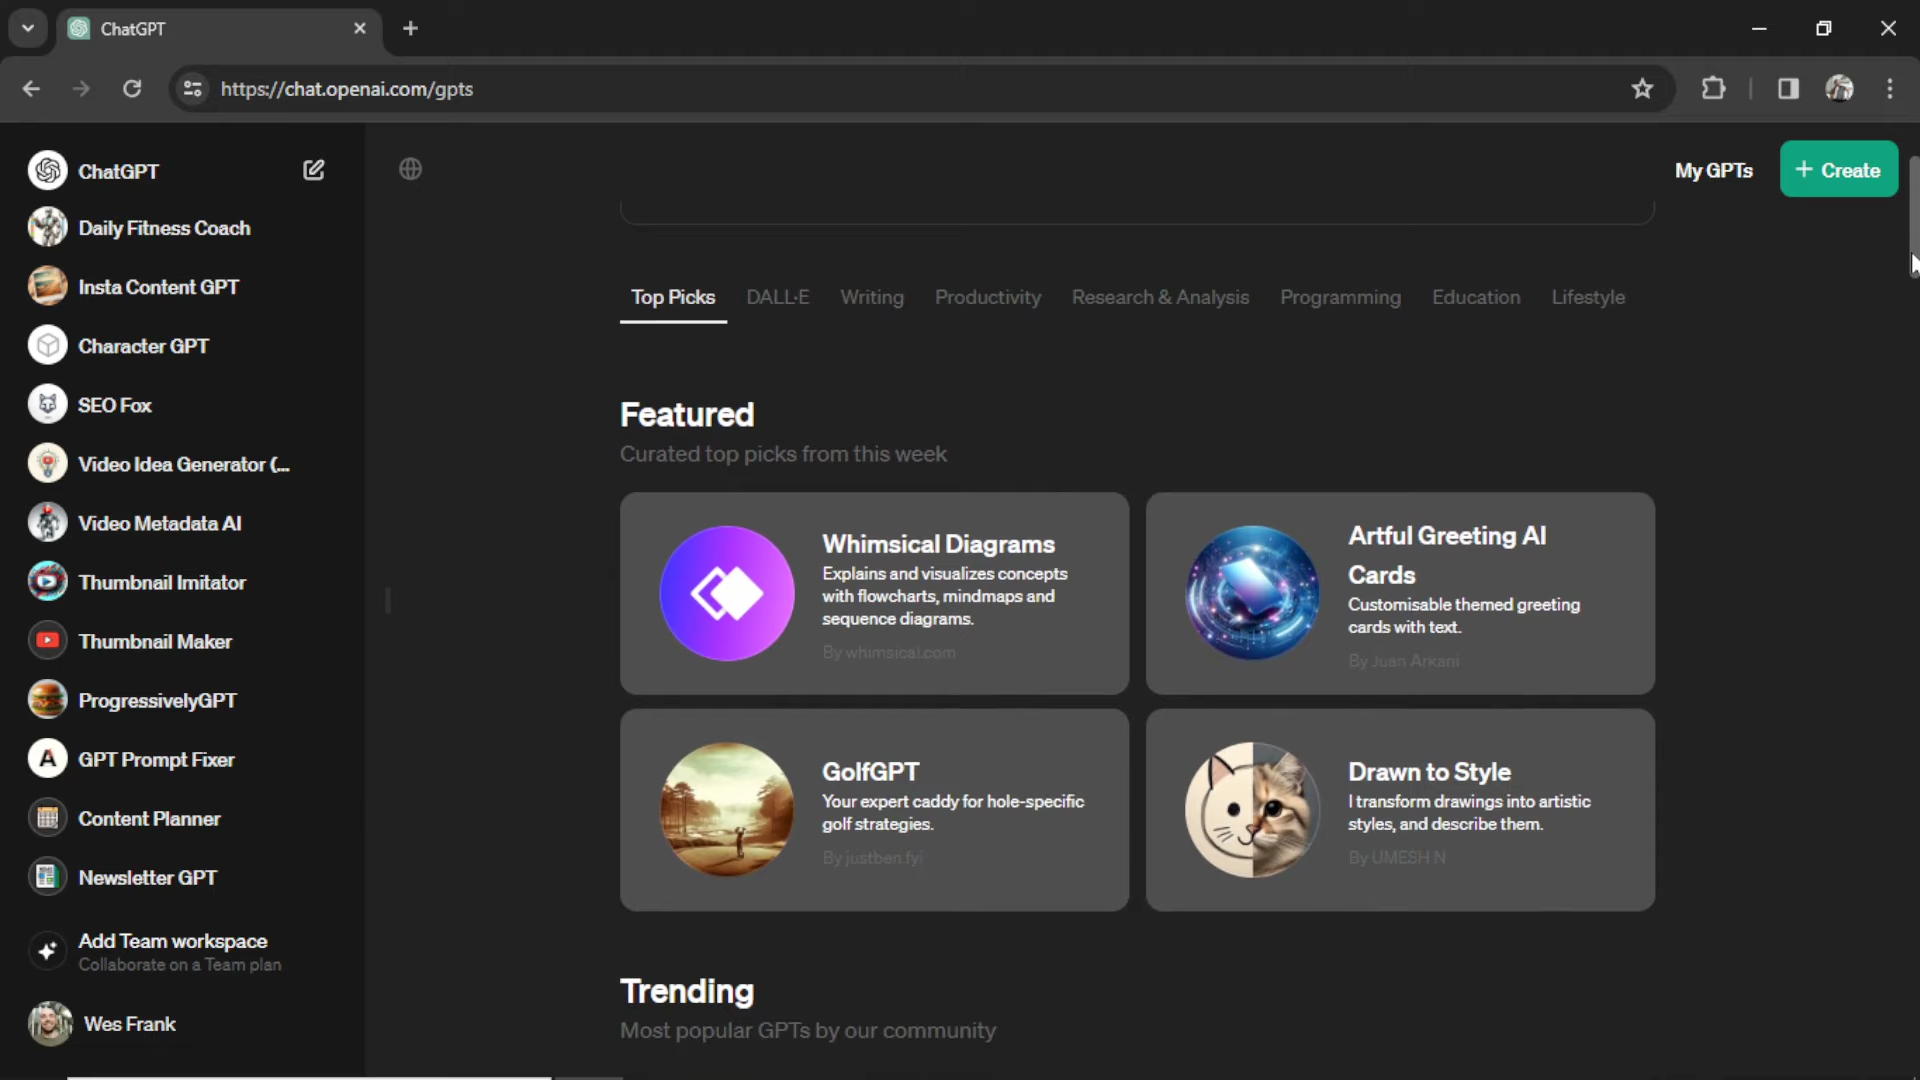 ChatGPT
https://chat.openai.com/gpts
ChatGPT
Daily Fitness Coach
Insta Content GPT
Character GPT
SEO Fox
Video Idea Generator (...
Video Metadata AI
Thumbnail Imitator
Thumbnail Maker
ProgressivelyGPT
GPT Prompt Fixer
Content Planner
Newsletter GPT
Add Team workspace
Collaborate on a Team plan
Wes Frank
My GPTs
+ Create
Top Picks DALL·E Writing Productivity Research & Analysis Programming Education Lifestyle
Featured
Curated top picks from this week
Whimsical Diagrams
Explains and visualizes concepts
with flowcharts, mindmaps and
sequence diagrams.
By whimsical.com
Artful Greeting AI
Cards
Customisable themed greeting
cards with text.
By Juan Arkani
GolfGPT
Your expert caddy for hole-specific
golf strategies.
By justben.fyi
Drawn to Style
I transform drawings into artistic
styles, and describe them.
By UMESH N
Trending
Most popular GPTs by our community